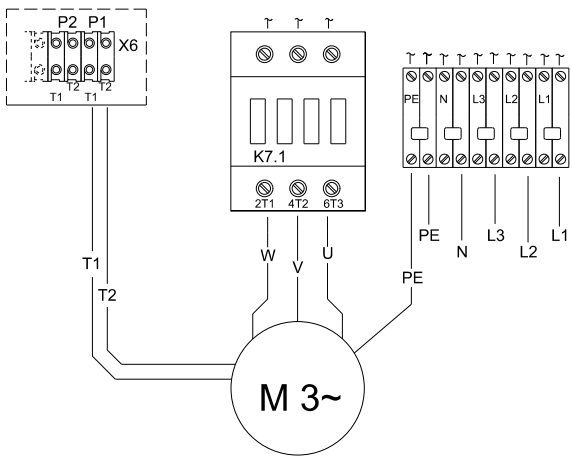 P2 P1
X6
T2 T2
T1 T1
K7.1
2T1 4T2 6T3
PE N L3 L2 L1
W V U
PE N L3 L2 L1
PE
T1
T2
M 3~